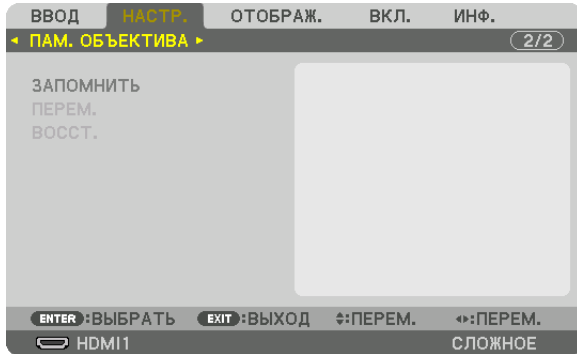 ВВОД НАСТР. ОТОБРАЖ. ВКЛ. ИНФ.
ПАМ. ОБЪЕКТИВА 2/2
ЗАПОМНИТЬ
ПЕРЕМ.
ВОССТ.
ENTER :ВЫБРАТЬ EXIT :ВЫХОД :ПЕРЕМ. :ПЕРЕМ.
HDMI1 СЛОЖНОЕ